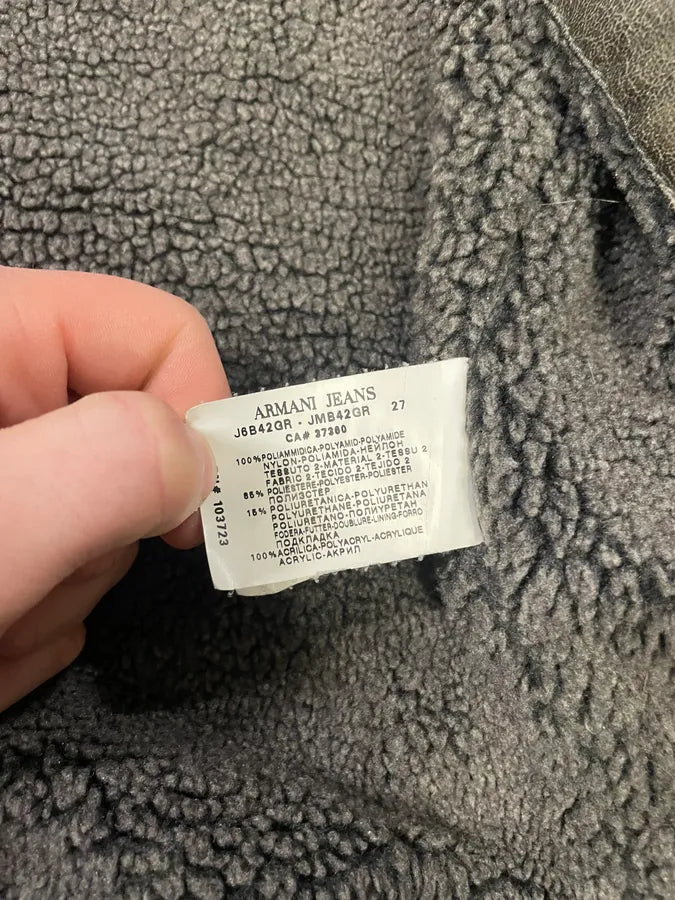 ARMANI JEANS
J6B42GR - JMB42GR 27
CA# 37360
100%POLIAMMIDICA-POLYAMID-POLYAMIDE
NYLON-POLIAMIDA-НЕЙЛОН
TESSUTO 2-MATERIAL 2-TESSU 2
FABRIC 2-TECIDO 2-TEJIDO 2
85% POLIESTERE-POLYESTER-POLIESTER
ПОЛИЭСТЕР
15% POLIURETANICA-POLYURETHAN
POLYURETHANE-POLIURETANA
POLIURETANO-ПОЛИУРЕТАН
FODERA-FUTTER-DOUBLURE-LINING-FORRO
ПОДКЛАДКА
100%ACRILICA-POLYACRYL-ACRYLIQUE
ACRYLIC-АКРИЛ
# 103723